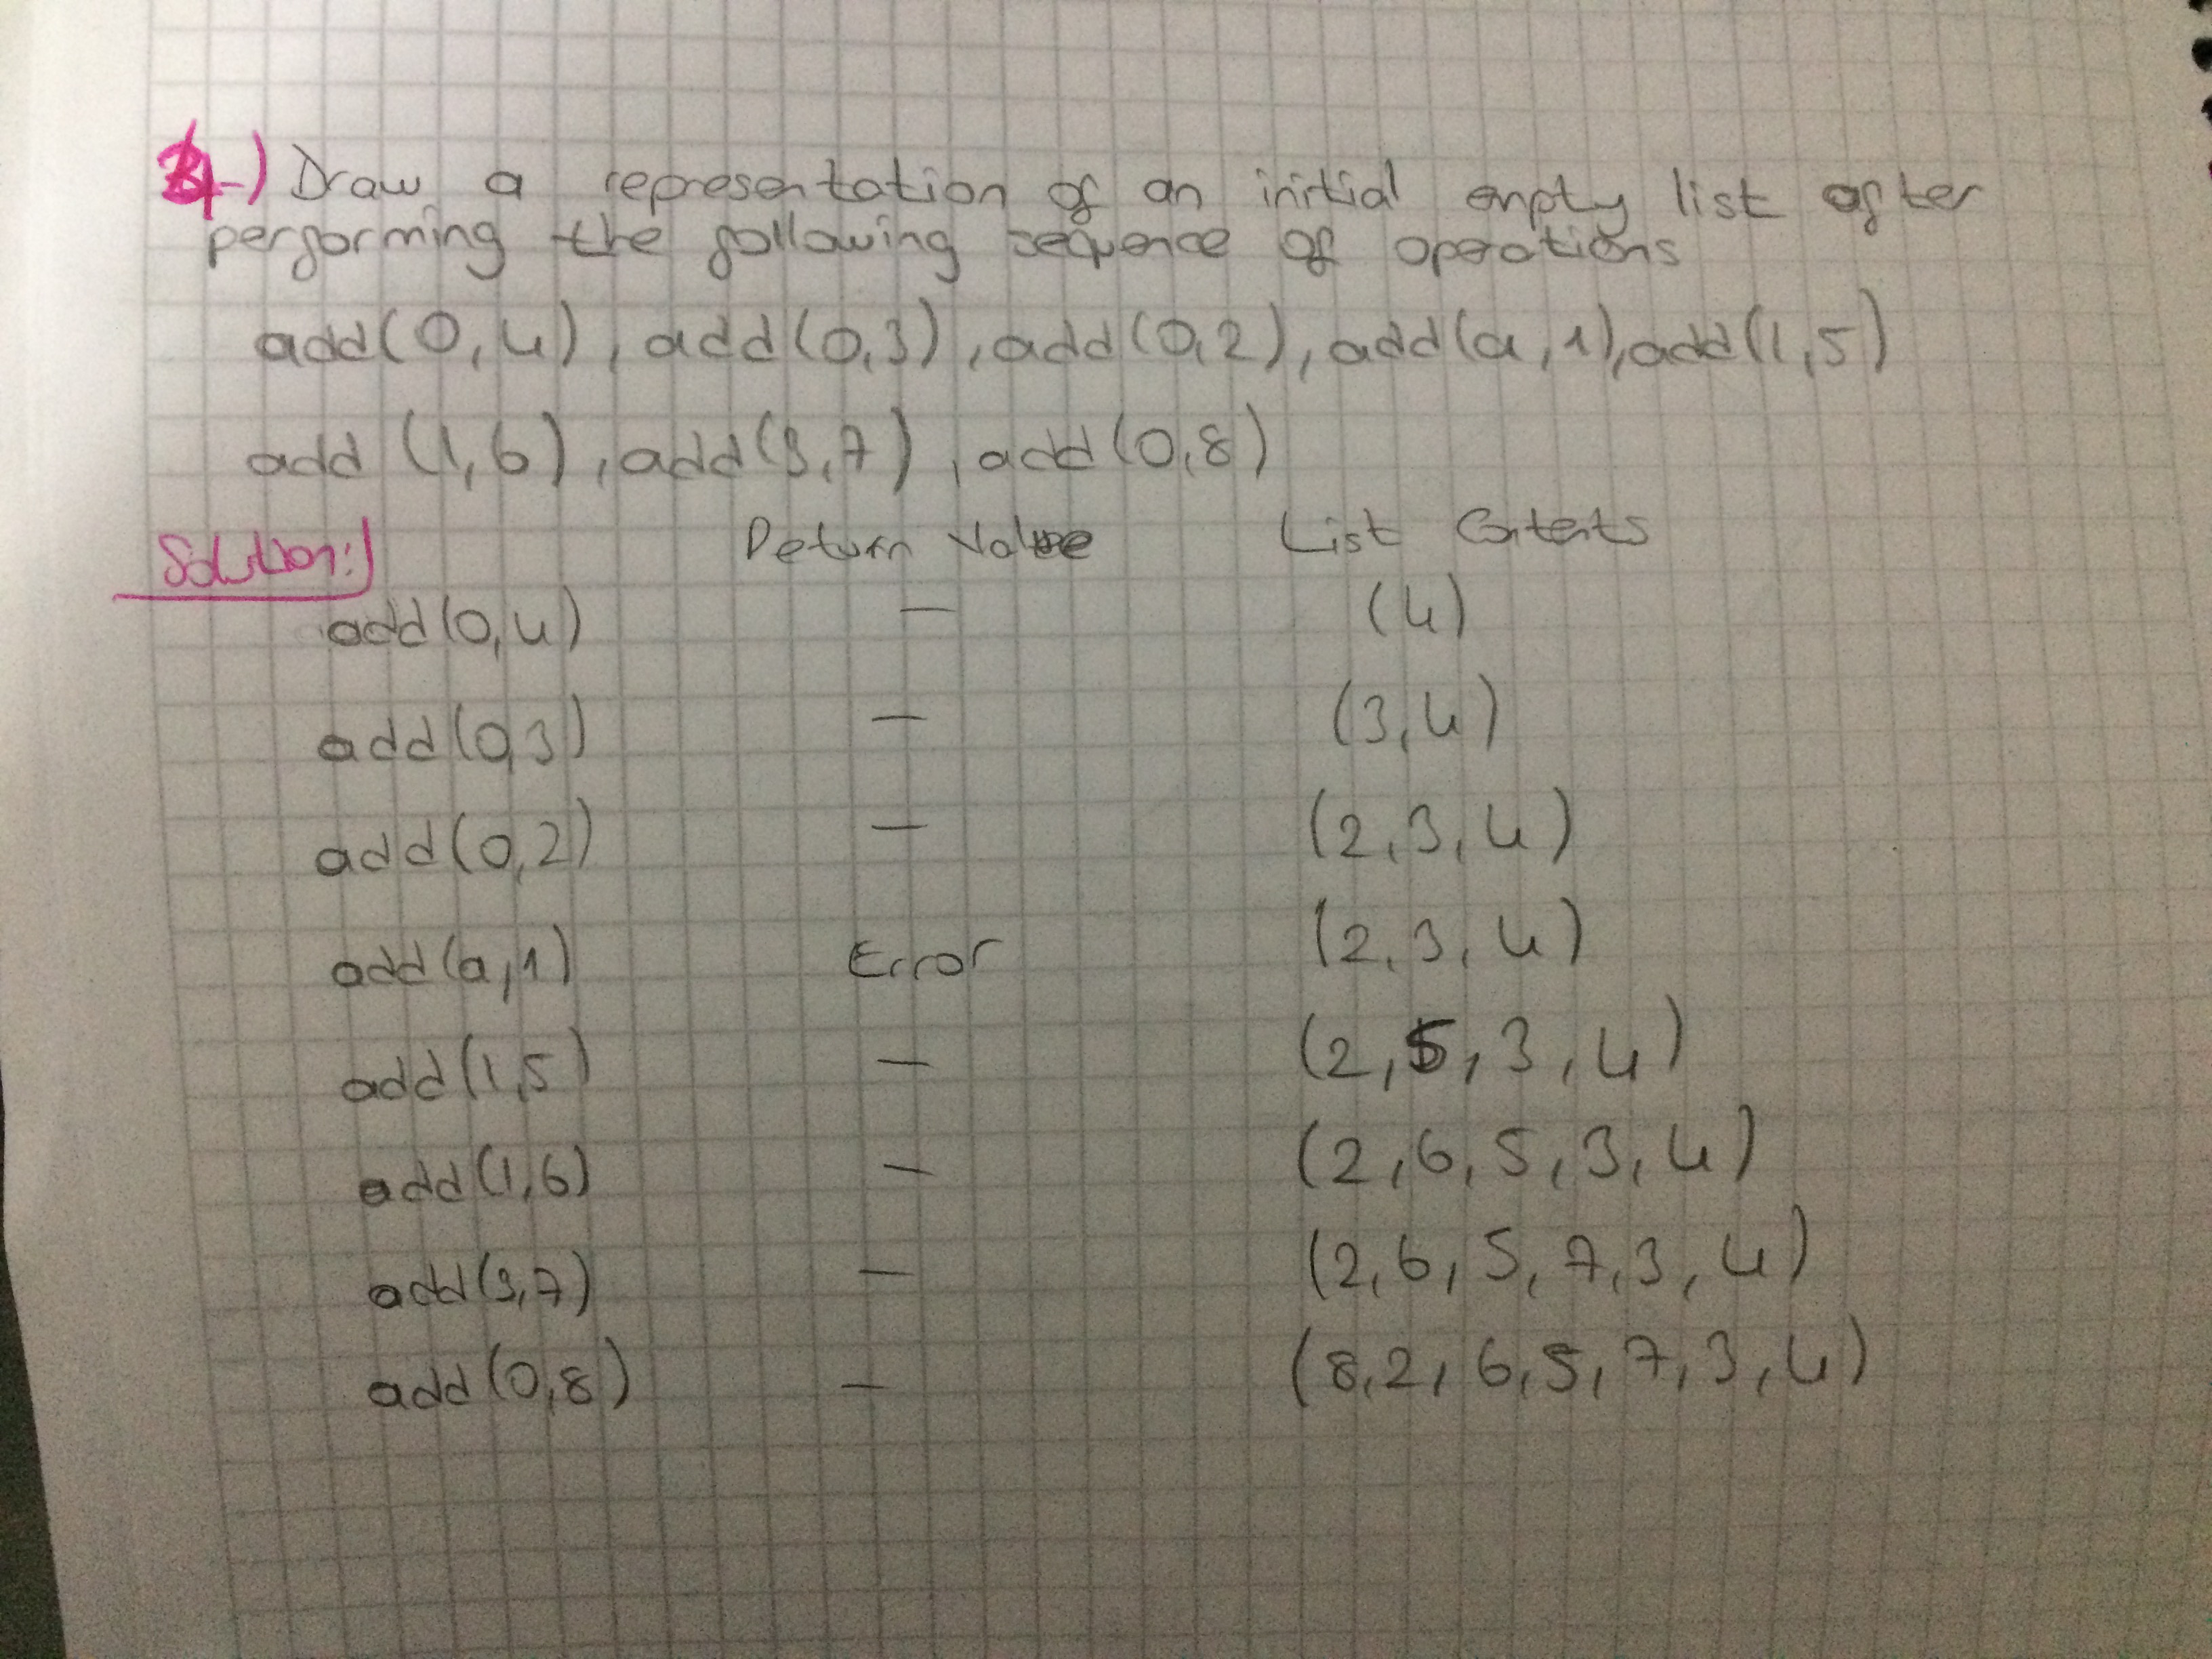 4-) Draw a representation of an initial empty list after
performing the following sequence of operations
add(0,4), add(0,3), add(0,2), add(a,1), add(1,5)
add (1,6), add(3,7), add(0,8)
Solution:) Return Value List Contents
add(0,4) — (4)
add(0,3) — (3,4)
add(0,2) — (2,3,4)
add(a,1) Error (2,3,4)
add(1,5) — (2,5,3,4)
add(1,6) — (2,6,5,3,4)
add(3,7) — (2,6,5,7,3,4)
add(0,8) — (8,2,6,5,7,3,4)